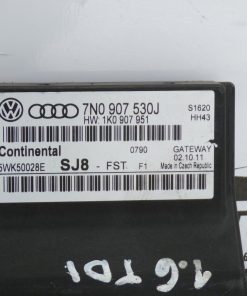 7N0 907 530J
S1620
HW: 1K0 907 951
HH43
Continental
0790
GATEWAY
02.10.11
5WK50028E
SJ8 - FST F1
Made in Czech Republic
1.6 TDI